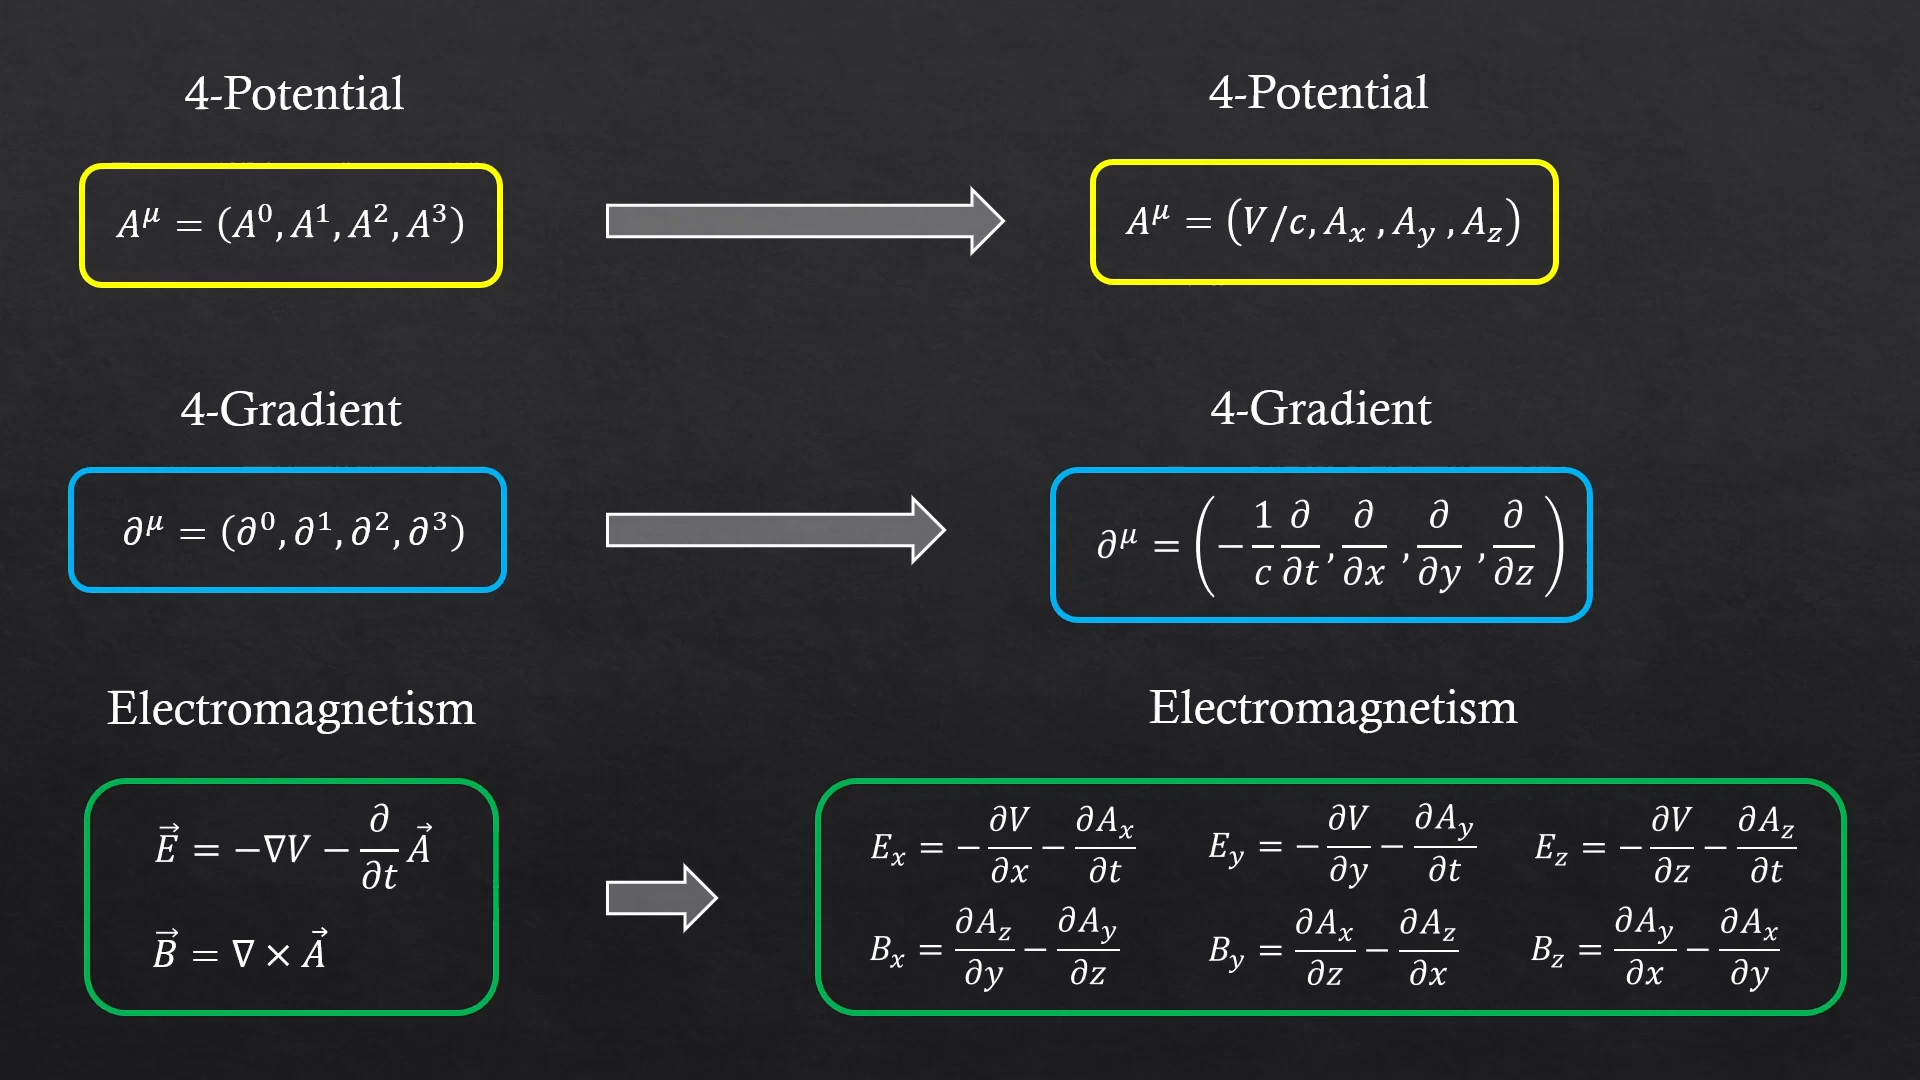 4-Potential
4-Potential
A^μ = (A^0, A^1, A^2, A^3)
A^μ = (V/c, A_x , A_y , A_z)
4-Gradient
4-Gradient
∂^μ = (∂^0, ∂^1, ∂^2, ∂^3)
∂^μ = (−1/c ∂/∂t, ∂/∂x , ∂/∂y , ∂/∂z)
Electromagnetism
Electromagnetism
E⃗ = −∇V − ∂/∂t A⃗
B⃗ = ∇ × A⃗
E_x = −∂V/∂x − ∂A_x/∂t E_y = −∂V/∂y − ∂A_y/∂t E_z = −∂V/∂z − ∂A_z/∂t
B_x = ∂A_z/∂y − ∂A_y/∂z B_y = ∂A_x/∂z − ∂A_z/∂x B_z = ∂A_y/∂x − ∂A_x/∂y